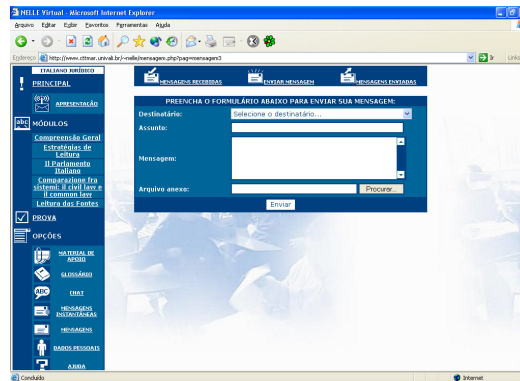 NELLE Virtual - Microsoft Internet Explorer
Arquivo Editar Exibir Favoritos Ferramentas Ajuda
Endereço http://www.cttmar.univali.br/~nelle/mensagem.php?pag=mensagem3 Ir Links
ITALIANO JURÍDICO
PRINCIPAL
APRESENTAÇÃO
abc MÓDULOS
Compreensão Geral
Estratégias de
Leitura
Il Parlamento
Italiano
Comparazione fra
sistemi: il civil law e
il common law
Leitura das Fontes
PROVA
OPÇÕES
MATERIAL DE
APOIO
GLOSSÁRIO
ABC CHAT
MENSAGENS
INSTANTÂNEAS
MENSAGENS
DADOS PESSOAIS
AJUDA
MENSAGENS RECEBIDAS ENVIAR MENSAGEM MENSAGENS ENVIADAS
PREENCHA O FORMULÁRIO ABAIXO PARA ENVIAR SUA MENSAGEM:
Destinatário: Selecione o destinatário...
Assunto:
Mensagem:
Arquivo anexo: Procurar...
Enviar
Concluído Internet